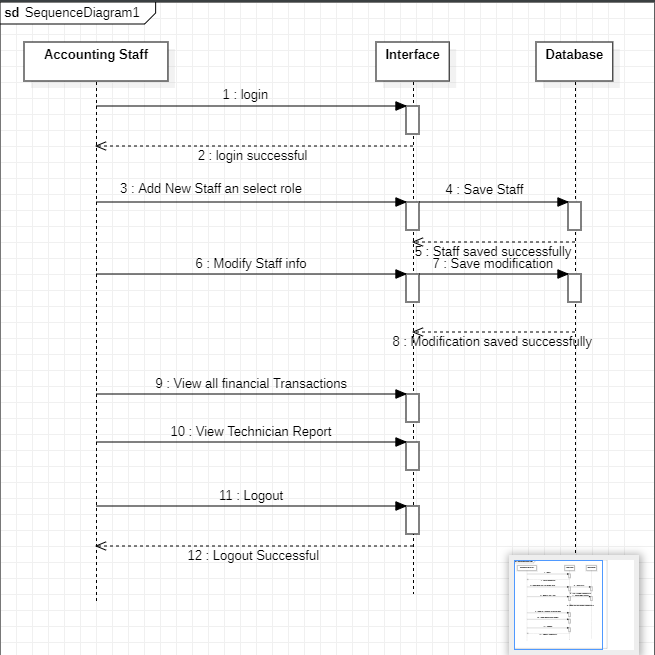 sd SequenceDiagram1
Accounting Staff
Interface
Database
1 : login
2 : login successful
3 : Add New Staff an select role
4 : Save Staff
5 : Staff saved successfully
6 : Modify Staff info
7 : Save modification
8 : Modification saved successfully
9 : View all financial Transactions
10 : View Technician Report
11 : Logout
12 : Logout Successful